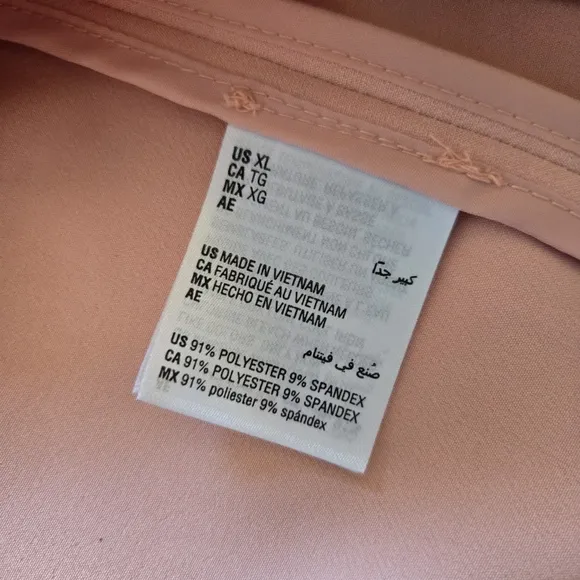 US XL
CA TG
MX XG
AE كبير جدًا
US MADE IN VIETNAM
CA FABRIQUÉ AU VIETNAM
MX HECHO EN VIETNAM
AE صُنع في فيتنام
US 91% POLYESTER 9% SPANDEX
CA 91% POLYESTER 9% SPANDEX
MX 91% poliester 9% spándex